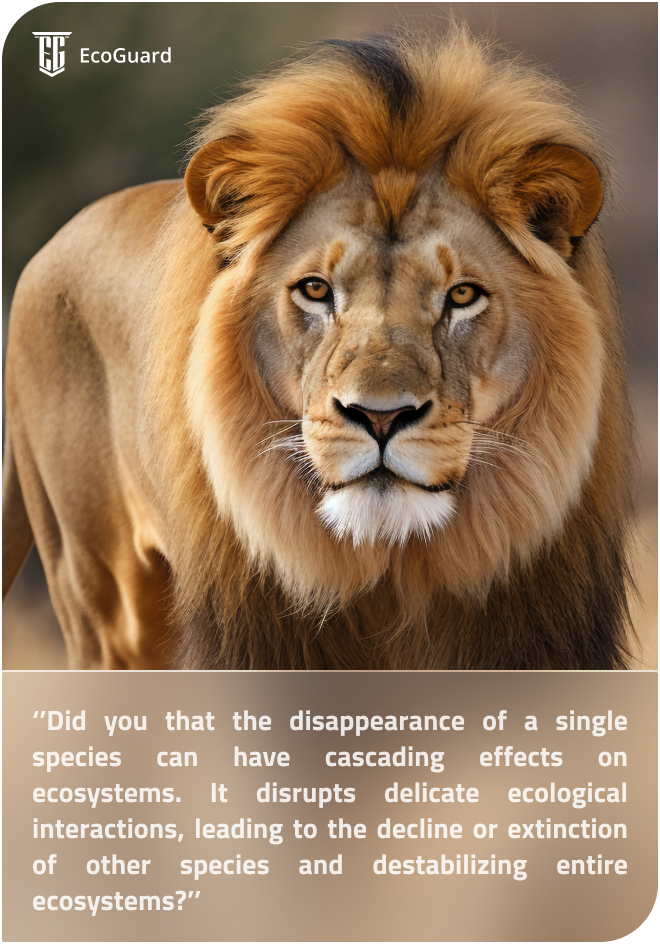 EG EcoGuard
‘’Did you that the disappearance of a single
species can have cascading effects on
ecosystems. It disrupts delicate ecological
interactions, leading to the decline or extinction
of other species and destabilizing entire
ecosystems?’’